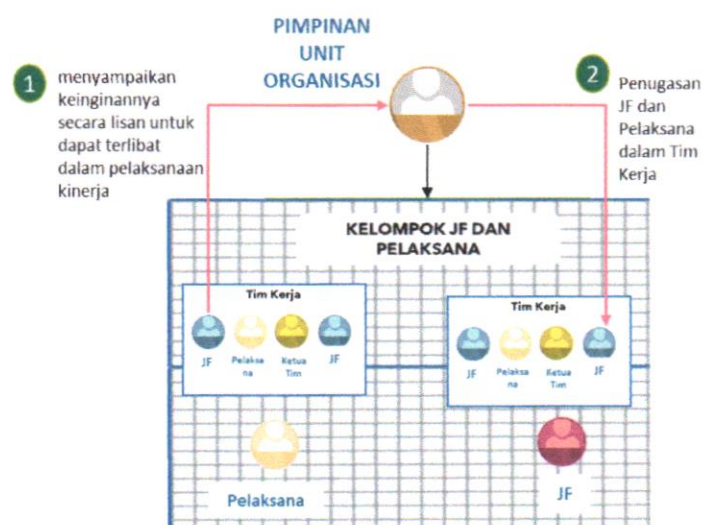 PIMPINAN
UNIT
ORGANISASI
1
menyampaikan
keinginannya
secara lisan untuk
dapat terlibat
dalam pelaksanaan
kinerja
2
Penugasan
JF dan
Pelaksana
dalam Tim
Kerja
KELOMPOK JF DAN
PELAKSANA
Tim Kerja
JF
Pelaksa
na
Ketua
Tim
JF
Tim Kerja
JF
Pelaksa
na
Ketua
Tim
JF
Pelaksana
JF